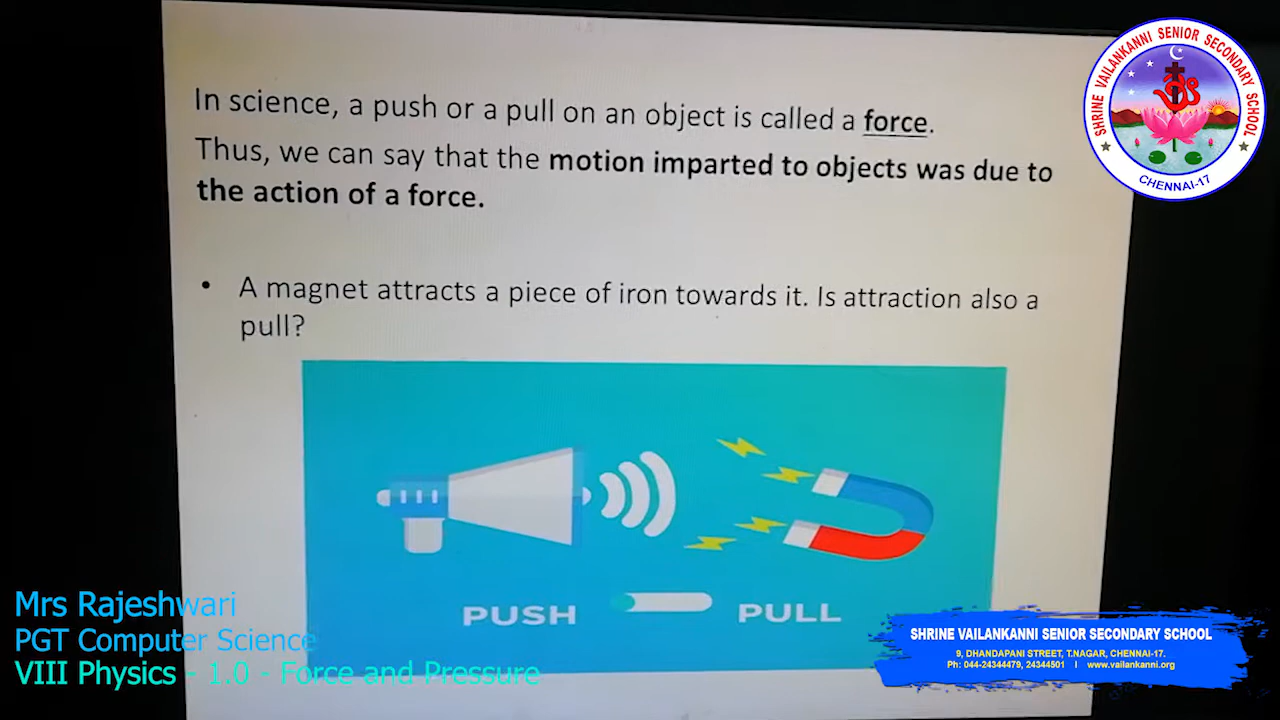 In science, a push or a pull on an object is called a force.
Thus, we can say that the motion imparted to objects was due to
the action of a force.
• A magnet attracts a piece of iron towards it. Is attraction also a
pull?
PUSH PULL
SHRINE VAILANKANNI SENIOR SECONDARY SCHOOL
CHENNAI-17
Mrs Rajeshwari
PGT Computer Science
VIII Physics - 1.0 - Force and Pressure
SHRINE VAILANKANNI SENIOR SECONDARY SCHOOL
9, DHANDAPANI STREET, T.NAGAR, CHENNAI-17.
Ph: 044-24344479, 24344501 I www.vailankanni.org